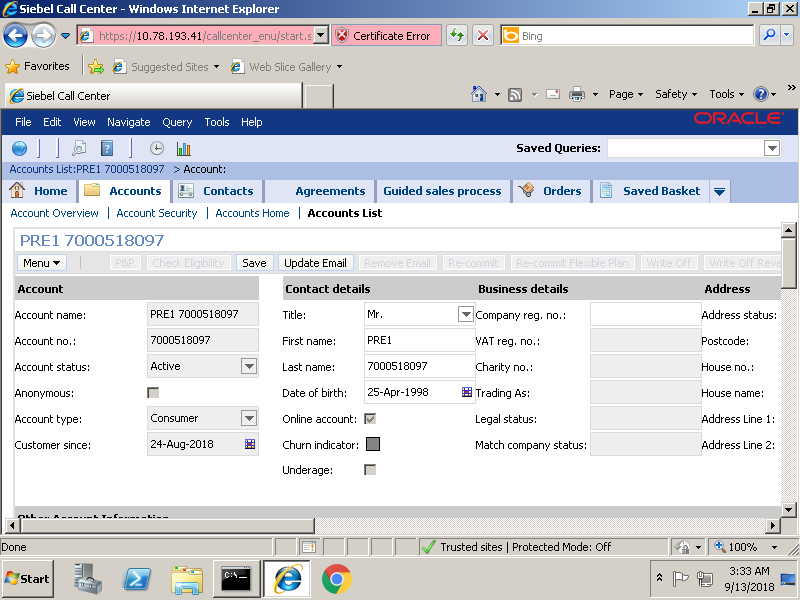 Siebel Call Center - Windows Internet Explorer
https://10.78.193.41/callcenter_enu/start.s
Certificate Error
Bing
Favorites
Suggested Sites
Web Slice Gallery
Siebel Call Center
Page
Safety
Tools
»
File Edit View Navigate Query Tools Help
ORACLE
Saved Queries:
Accounts List:PRE1 7000518097 > Account:
Home
Accounts
Contacts
Agreements
Guided sales process
Orders
Saved Basket
Account Overview | Account Security | Accounts Home | Accounts List
PRE1 7000518097
Menu
P&P
Check Eligibility
Save
Update Email
Remove Email
Re-commit
Re-commit Flexible Plan
Write Off
Write Off Reve
Account
Contact details
Business details
Address
Account name: PRE1 7000518097
Title: Mr.
Company reg. no.:
Address status:
Account no.: 7000518097
First name: PRE1
VAT reg. no.:
Postcode:
Account status: Active
Last name: 7000518097
Charity no.:
House no.:
Anonymous:
Date of birth: 25-Apr-1998
Trading As:
House name:
Account type: Consumer
Online account:
Legal status:
Address Line 1:
Customer since: 24-Aug-2018
Churn indicator:
Match company status:
Address Line 2:
Underage:
Other Account Information
Done
Trusted sites | Protected Mode: Off
100%
Start
C:\.
3:33 AM
9/13/2018